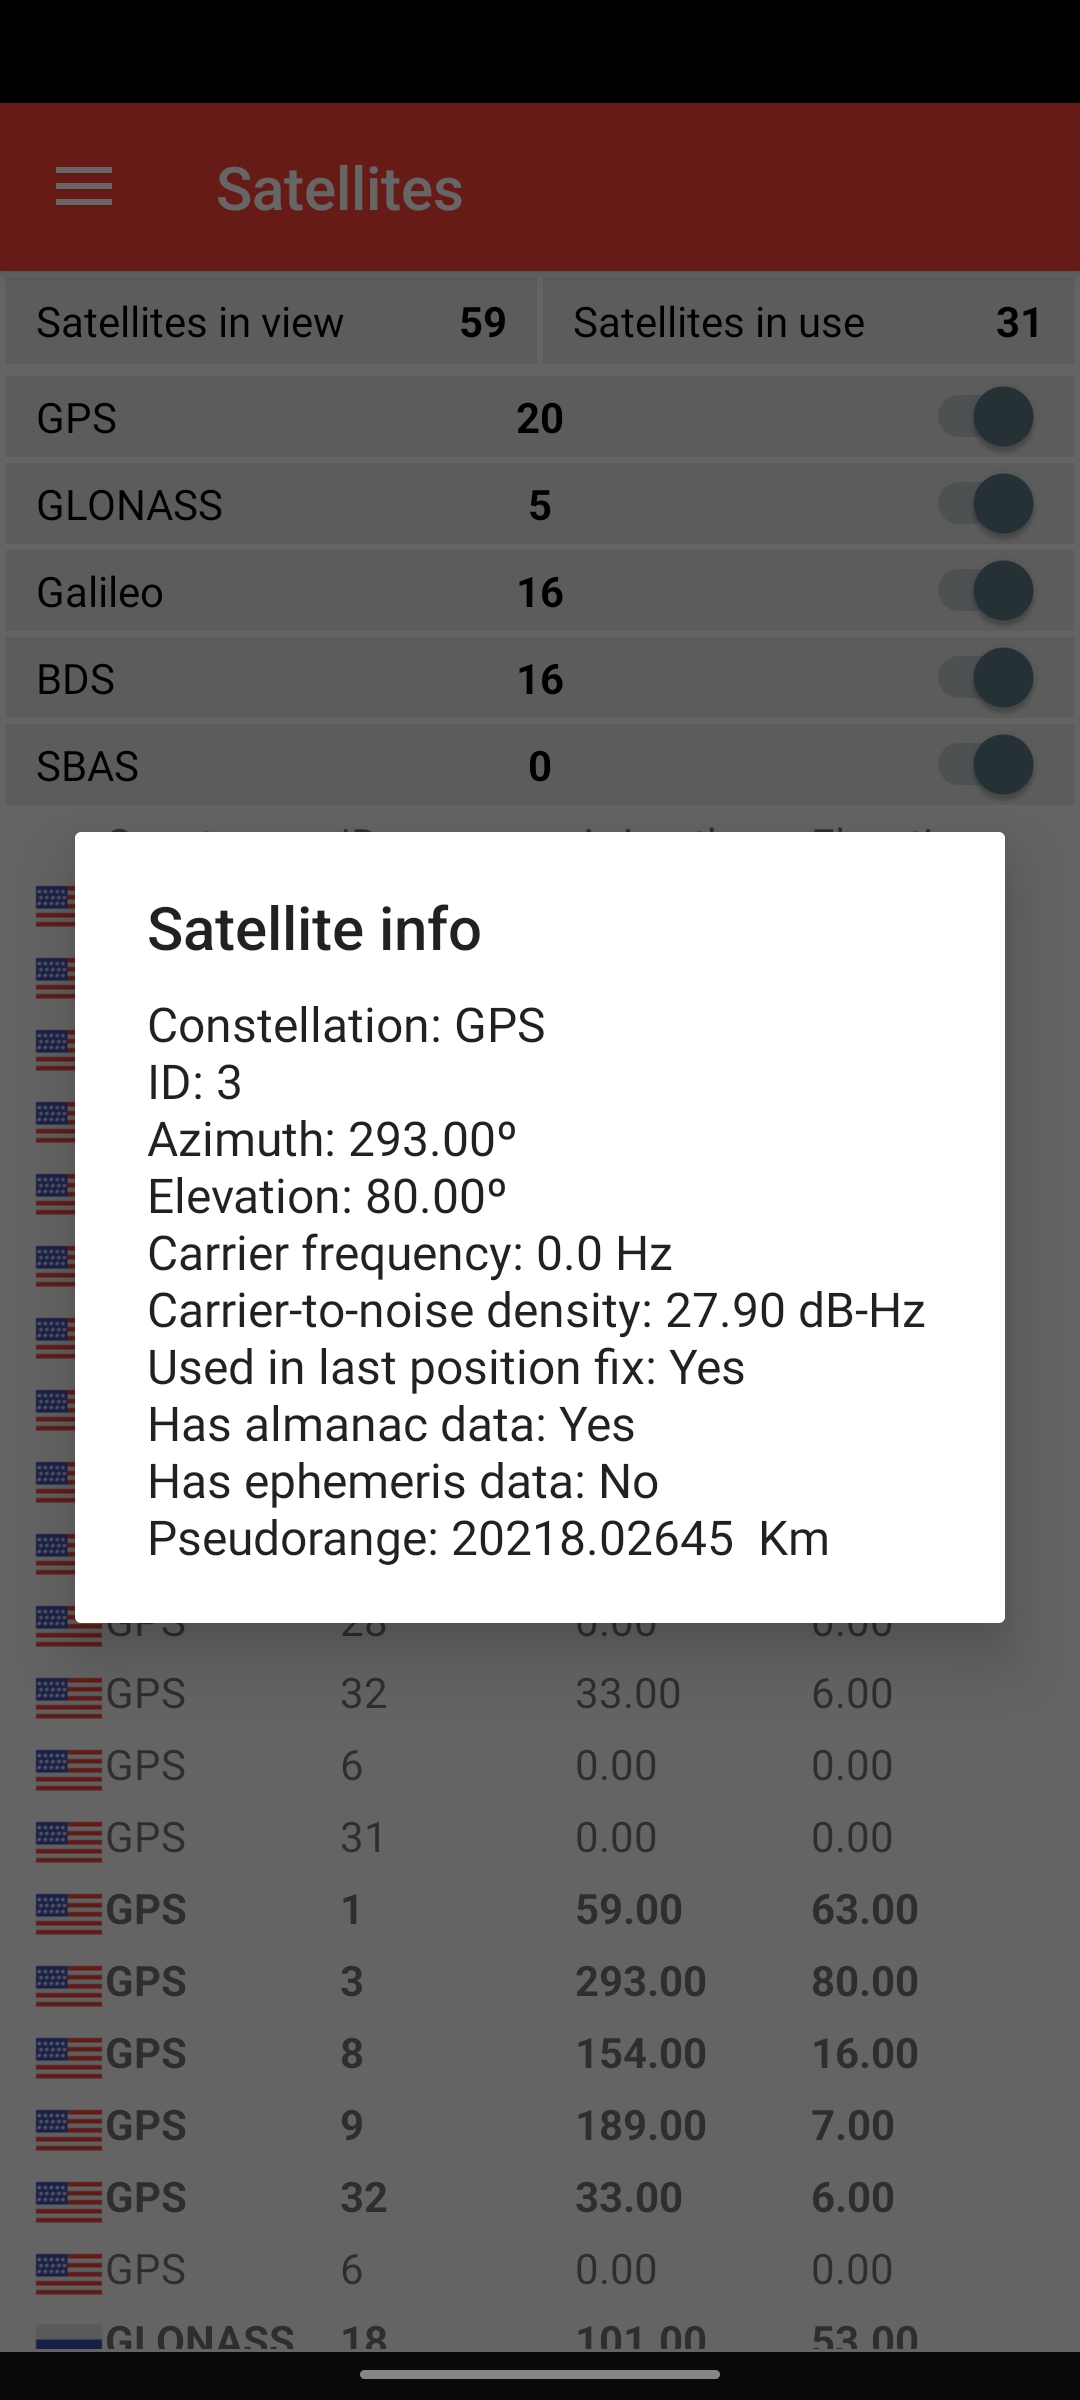 Satellites
Satellites in view 59 Satellites in use 31
GPS 20
GLONASS 5
Galileo 16
BDS 16
SBAS 0
Satellite info
Constellation: GPS
ID: 3
Azimuth: 293.00º
Elevation: 80.00º
Carrier frequency: 0.0 Hz
Carrier-to-noise density: 27.90 dB-Hz
Used in last position fix: Yes
Has almanac data: Yes
Has ephemeris data: No
Pseudorange: 20218.02645  Km
GPS 28 0.00 0.00
GPS 32 33.00 6.00
GPS 6 0.00 0.00
GPS 31 0.00 0.00
GPS 1 59.00 63.00
GPS 3 293.00 80.00
GPS 8 154.00 16.00
GPS 9 189.00 7.00
GPS 32 33.00 6.00
GPS 6 0.00 0.00
GLONASS 18 101.00 53.00